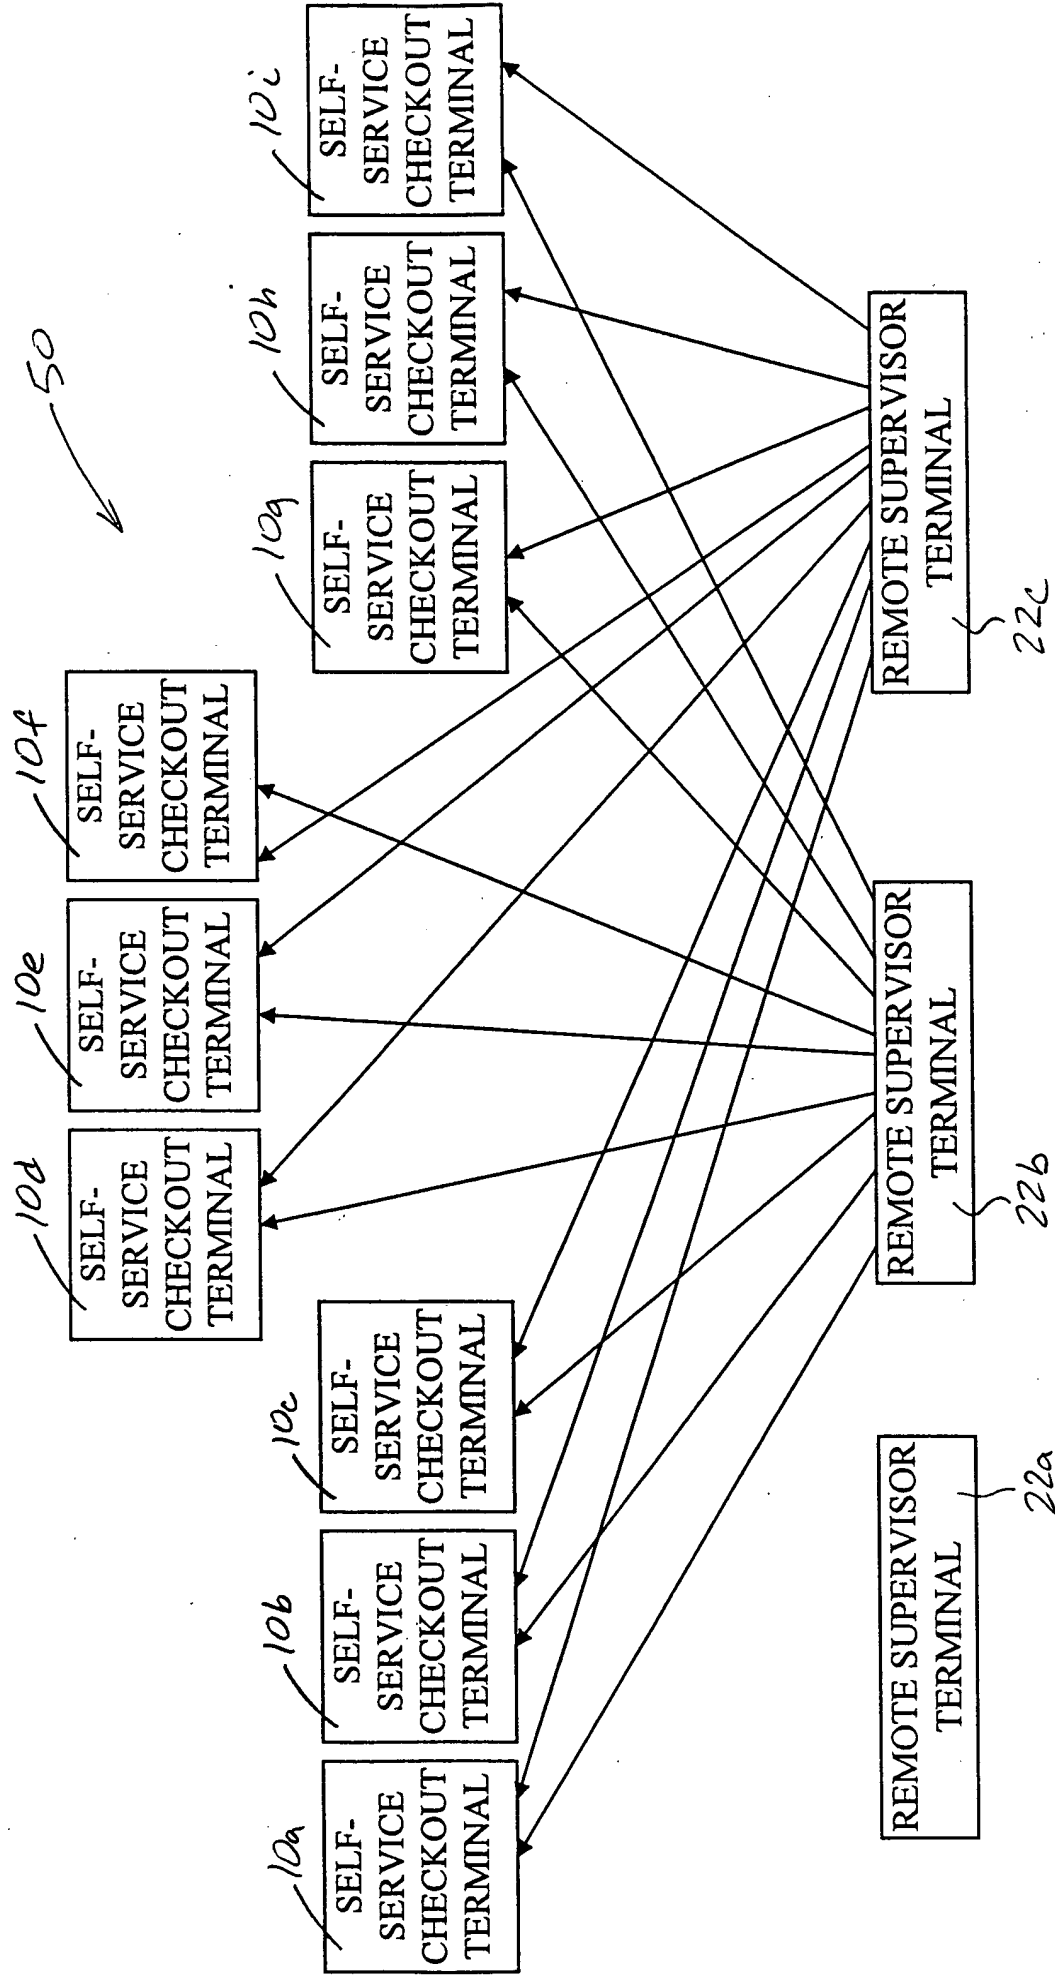 50
10a
SELF-
SERVICE
CHECKOUT
TERMINAL
10b
SELF-
SERVICE
CHECKOUT
TERMINAL
10c
SELF-
SERVICE
CHECKOUT
TERMINAL
10d
SELF-
SERVICE
CHECKOUT
TERMINAL
10e
SELF-
SERVICE
CHECKOUT
TERMINAL
10f
SELF-
SERVICE
CHECKOUT
TERMINAL
10g
SELF-
SERVICE
CHECKOUT
TERMINAL
10h
SELF-
SERVICE
CHECKOUT
TERMINAL
10i
SELF-
SERVICE
CHECKOUT
TERMINAL
REMOTE SUPERVISOR
TERMINAL
22a
REMOTE SUPERVISOR
TERMINAL
22b
REMOTE SUPERVISOR
TERMINAL
22c